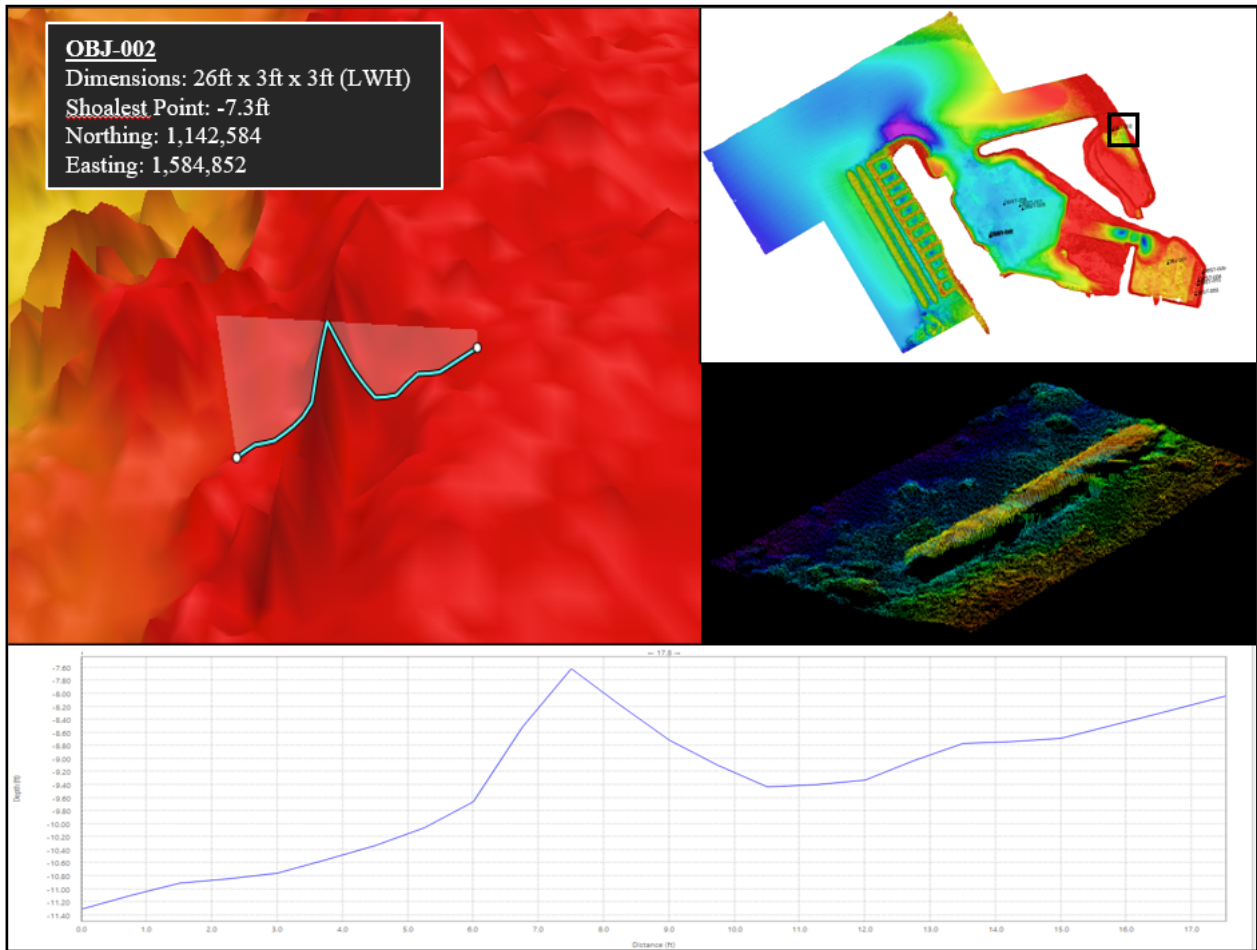 OBJ-002
Dimensions: 26ft x 3ft x 3ft (LWH)
Shoalest Point: -7.3ft
Northing: 1,142,584
Easting: 1,584,852
← 17.8 →
-7.60
-7.80
-8.00
-8.20
-8.40
-8.60
-8.80
-9.00
-9.20
-9.40
-9.60
-9.80
-10.00
-10.20
-10.40
-10.60
-10.80
-11.00
-11.20
-11.40
Depth (ft)
0.0 1.0 2.0 3.0 4.0 5.0 6.0 7.0 8.0 9.0 10.0 11.0 12.0 13.0 14.0 15.0 16.0 17.0
Distance (ft)